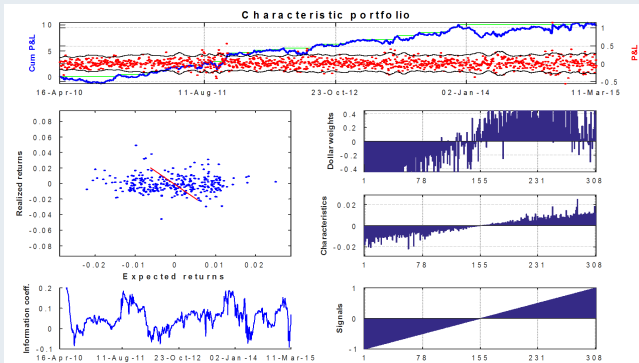 Characteristic portfolio
Cum P&L
10
5
0
1
0.5
0
-0.5
P&L
16-Apr-10 11-Aug-11 23-Oct-12 02-Jan-14 11-Mar-15
Realized returns
0.08
0.06
0.04
0.02
0
-0.02
-0.04
-0.06
-0.08
-0.02 -0.01 0 0.01 0.02
Expected returns
Information coeff.
0.2
0.1
0
-0.1
16-Apr-10 11-Aug-11 23-Oct-12 02-Jan-14 11-Mar-15
Dollar weights
0.4
0.2
0
-0.2
-0.4
1 78 155 231 308
Characteristics
0.02
0
-0.02
1 78 155 231 308
Signals
1
0
-1
1 78 155 231 308